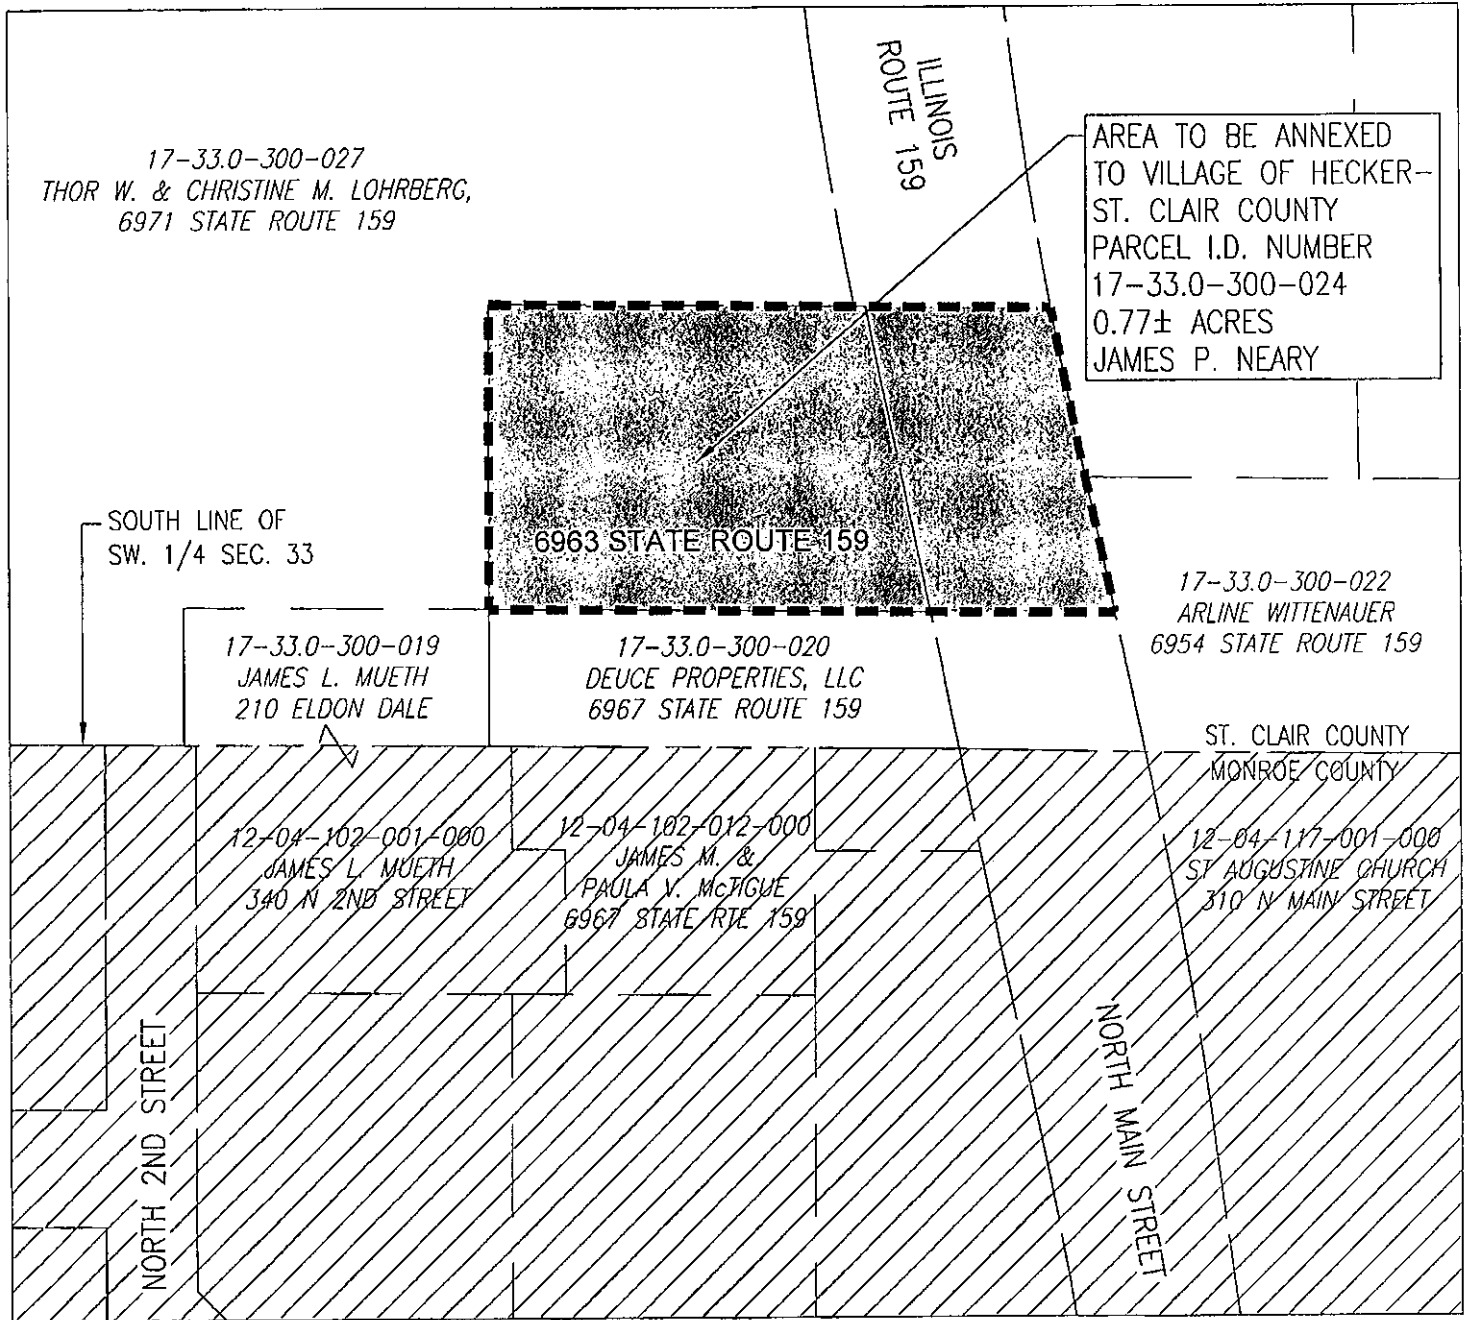 ILLINOIS
ROUTE 159
17-33.0-300-027
THOR W. & CHRISTINE M. LOHRBERG,
6971 STATE ROUTE 159
AREA TO BE ANNEXED
TO VILLAGE OF HECKER-
ST. CLAIR COUNTY
PARCEL I.D. NUMBER
17-33.0-300-024
0.77± ACRES
JAMES P. NEARY
SOUTH LINE OF
SW. 1/4 SEC. 33
6963 STATE ROUTE 159
17-33.0-300-022
ARLINE WITTENAUER
6954 STATE ROUTE 159
17-33.0-300-019
JAMES L. MUETH
210 ELDON DALE
17-33.0-300-020
DEUCE PROPERTIES, LLC
6967 STATE ROUTE 159
ST. CLAIR COUNTY
MONROE COUNTY
12-04-102-001-000
JAMES L. MUETH
340 N 2ND STREET
12-04-102-012-000
JAMES M. &
PAULA V. McTIGUE
6967 STATE RTE 159
12-04-117-001-000
ST AUGUSTINE CHURCH
310 N MAIN STREET
NORTH 2ND STREET
NORTH MAIN STREET